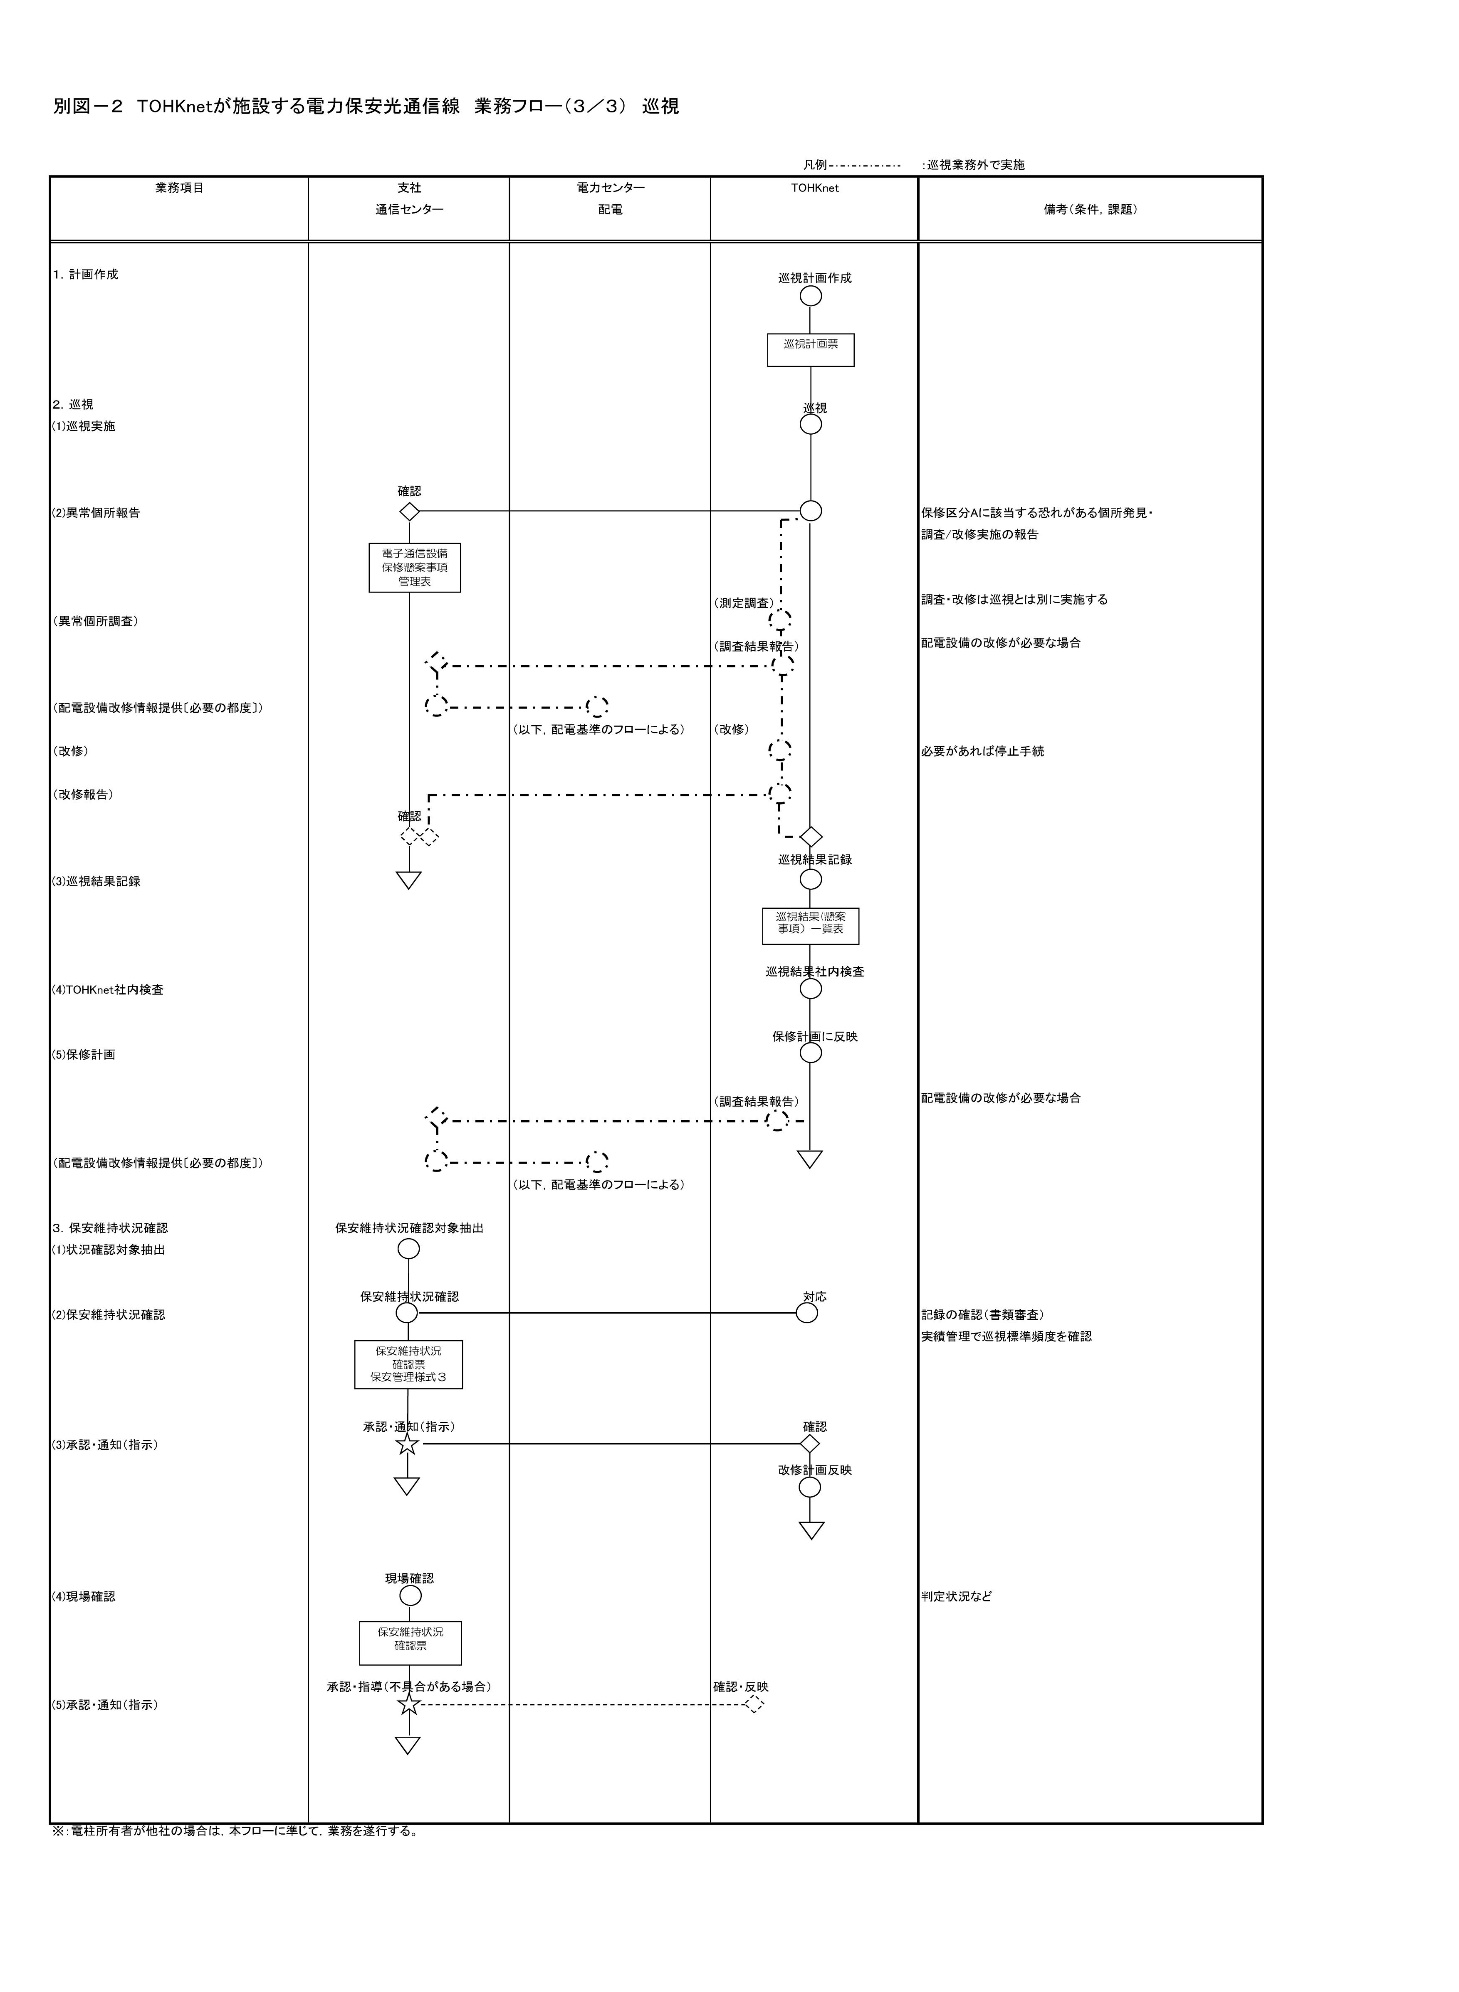 別図－２　TOHKnetが施設する電力保安光通信線　業務フロー（３／３）　巡視
凡例 ：巡視業務外で実施
業務項目 支社 電力センター TOHKnet
通信センター 配電 備考（条件，課題）
１．計画作成
巡視計画作成
巡視計画票
２．巡視
巡視
(1)巡視実施
確認
(2)異常個所報告
保修区分Aに該当する恐れがある個所発見・
調査/改修実施の報告
電子通信設備
保修懸案事項
管理表
（測定調査）
調査・改修は巡視とは別に実施する
（異常個所調査）
（調査結果報告）
配電設備の改修が必要な場合
（配電設備改修情報提供〔必要の都度〕）
（以下，配電基準のフローによる）
（改修）
（改修）
必要があれば停止手続
（改修報告）
確認
巡視結果記録
(3)巡視結果記録
巡視結果(懸案
事項）一覧表
巡視結果社内検査
(4)TOHKnet社内検査
保修計画に反映
(5)保修計画
（調査結果報告）
配電設備の改修が必要な場合
（配電設備改修情報提供〔必要の都度〕）
（以下，配電基準のフローによる）
３．保安維持状況確認
保安維持状況確認対象抽出
(1)状況確認対象抽出
保安維持状況確認
対応
(2)保安維持状況確認
記録の確認（書類審査）
実績管理で巡視標準頻度を確認
保安維持状況
確認票
保安管理様式３
承認・通知（指示）
確認
(3)承認・通知（指示）
改修計画反映
現場確認
(4)現場確認
判定状況など
保安維持状況
確認票
承認・指導（不具合がある場合）
確認・反映
(5)承認・通知（指示）
※：電柱所有者が他社の場合は，本フローに準じて，業務を遂行する。